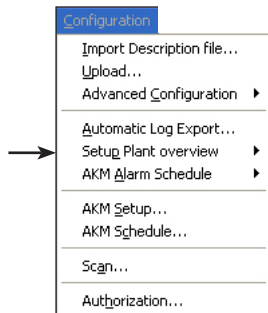 Configuration
Import Description file...
Upload...
Advanced Configuration
Automatic Log Export...
Setup Plant overview
AKM Alarm Schedule
AKM Setup...
AKM Schedule...
Scan...
Authorization...